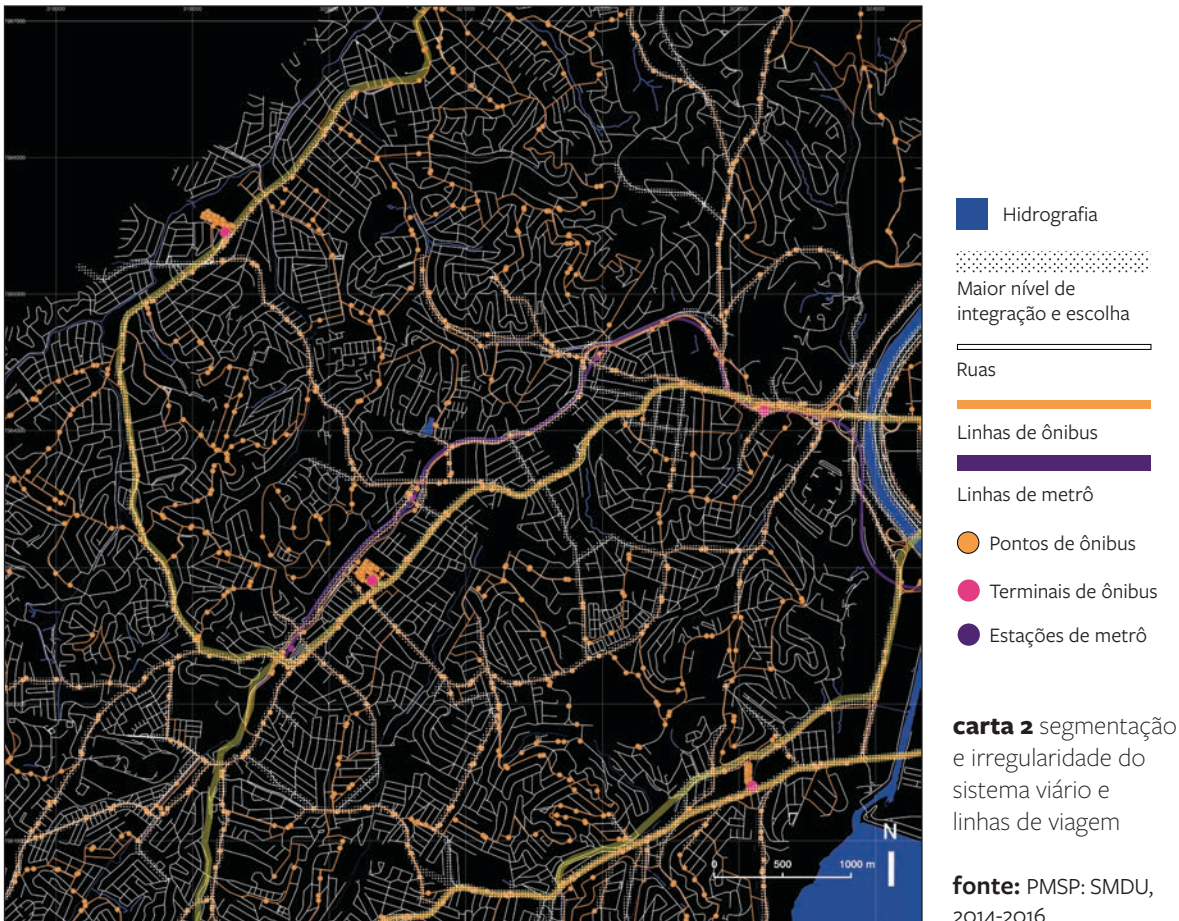 Hidrografia
Maior nível de
integração e escolha
Ruas
Linhas de ônibus
Linhas de metrô
Pontos de ônibus
Terminais de ônibus
Estações de metrô
carta 2 segmentação
e irregularidade do
sistema viário e
linhas de viagem
N
0 500 1000 m
fonte: PMSP: SMDU,
2014-2016